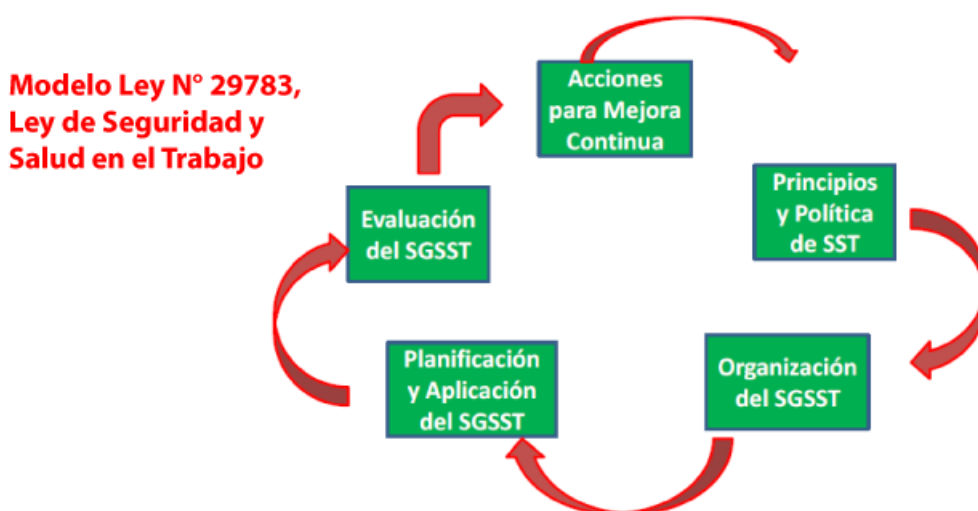 Modelo Ley N° 29783,
Ley de Seguridad y
Salud en el Trabajo
Acciones
para Mejora
Continua
Principios
y Política
de SST
Organización
del SGSST
Planificación
y Aplicación
del SGSST
Evaluación
del SGSST